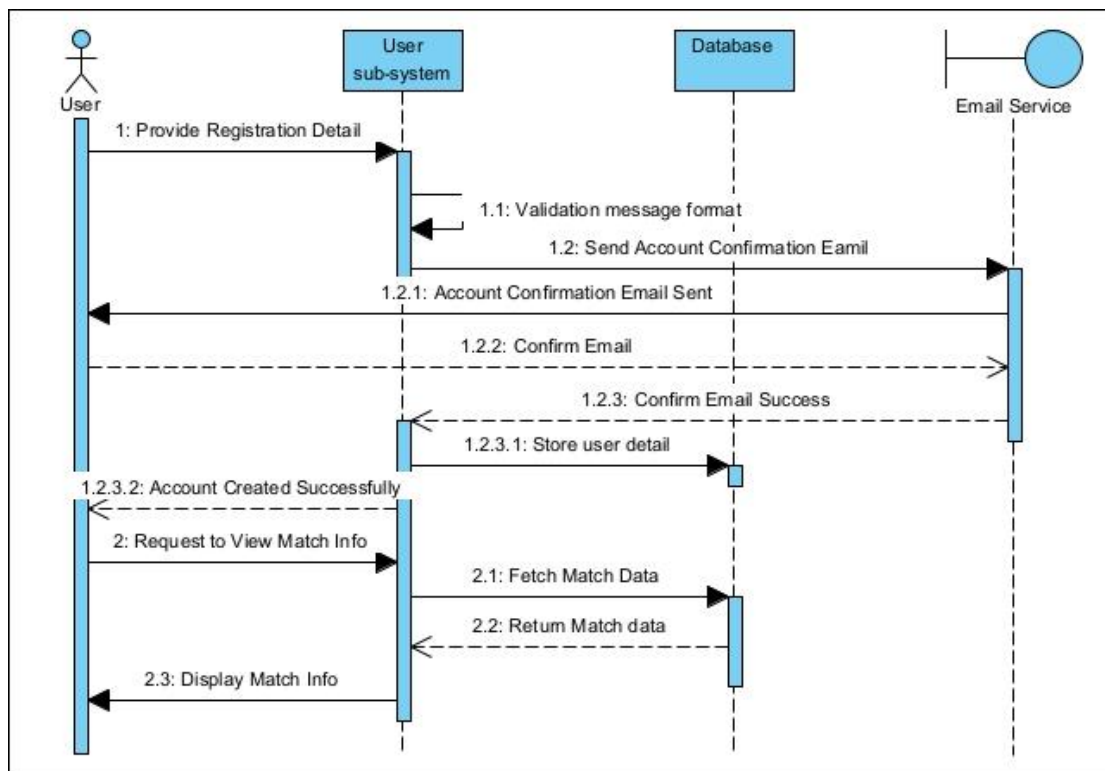 User
sub-system
Database
User
Email Service
1: Provide Registration Detail
1.1: Validation message format
1.2: Send Account Confirmation Eamil
1.2.1: Account Confirmation Email Sent
1.2.2: Confirm Email
1.2.3: Confirm Email Success
1.2.3.1: Store user detail
1.2.3.2: Account Created Successfully
2: Request to View Match Info
2.1: Fetch Match Data
2.2: Return Match data
2.3: Display Match Info